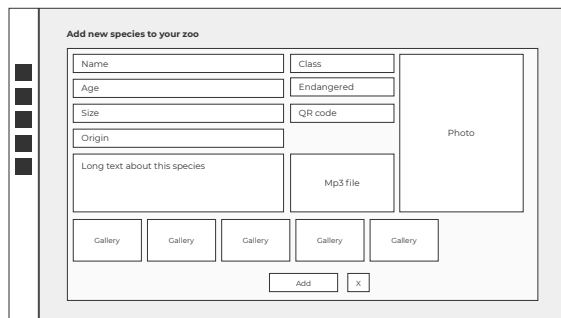 Add new species to your zoo
Name
Class
Age
Endangered
Size
QR code
Origin
Photo
Long text about this species
Mp3 file
Gallery
Gallery
Gallery
Gallery
Gallery
Add
X